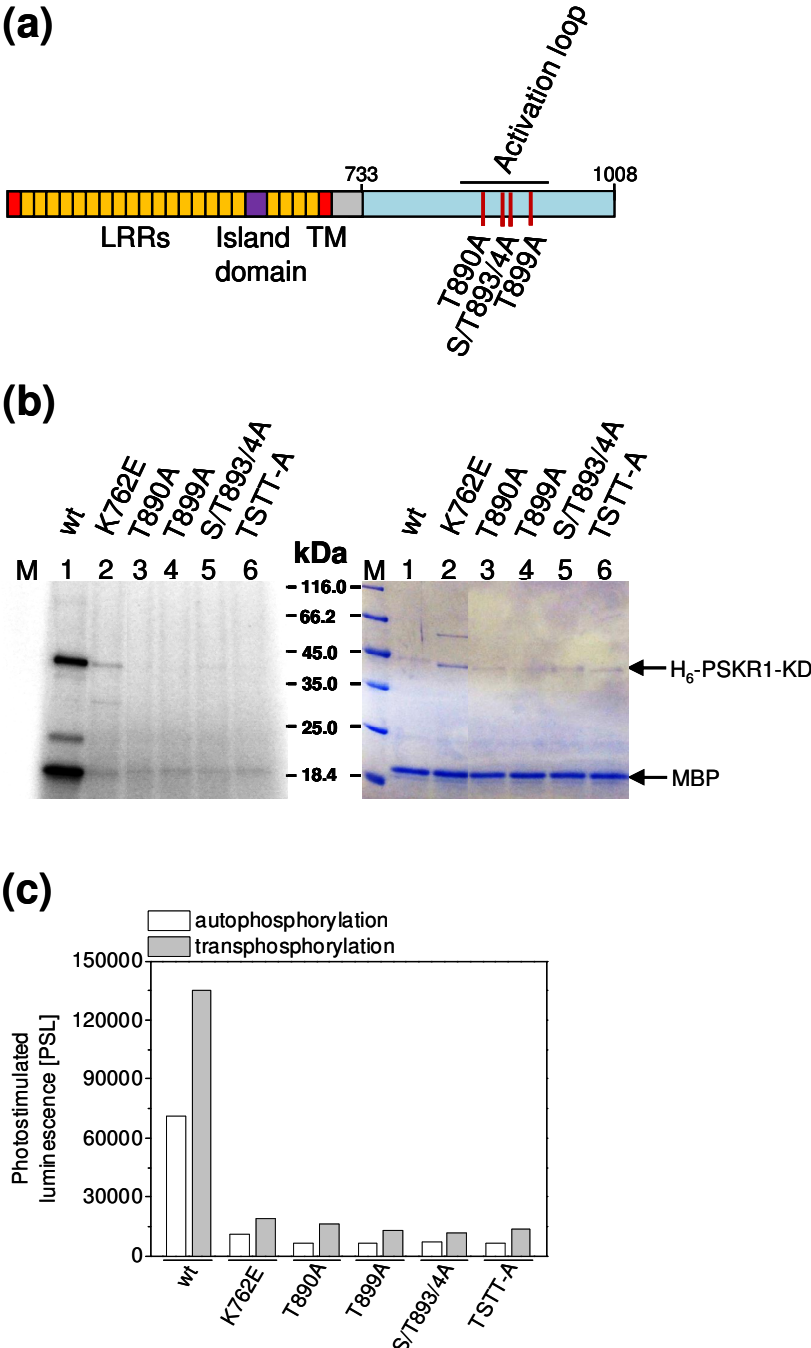 (a)
Activation loop
733
1008
LRRs
Island
domain
TM
T890A
S/T893/4A
T899A
(b)
wt
K762E
T890A
T899A
S/T893/4A
TSTT-A
M 1 2 3 4 5 6
kDa
116.0
66.2
45.0
35.0
25.0
18.4
wt
K762E
T890A
T899A
S/T893/4A
TSTT-A
M 1 2 3 4 5 6
H6-PSKR1-KD
MBP
(c)
autophosphorylation
transphosphorylation
Photostimulated
luminescence [PSL]
150000
120000
90000
60000
30000
0
wt
K762E
T890A
T899A
S/T893/4A
TSTT-A